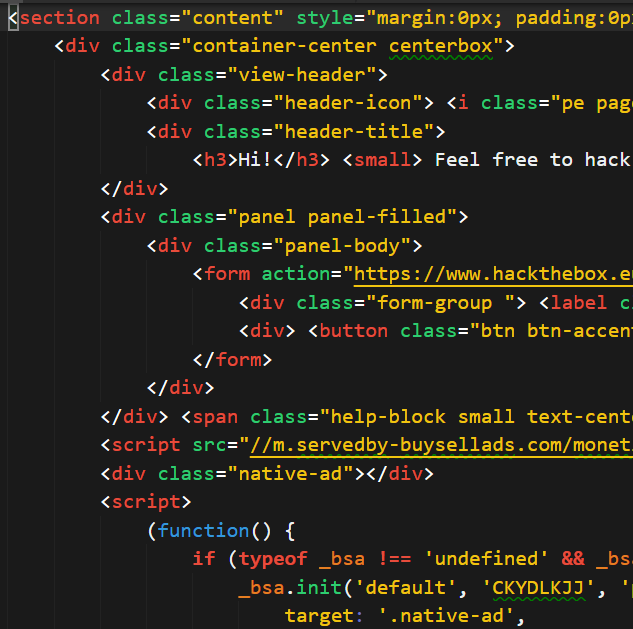 <section class="content" style="margin:0px; padding:0px
<div class="container-center centerbox">
<div class="view-header">
<div class="header-icon"> <i class="pe page
<div class="header-title">
<h3>Hi!</h3> <small> Feel free to hack
</div>
<div class="panel panel-filled">
<div class="panel-body">
<form action="https://www.hackthebox.eu
<div class="form-group "> <label c
<div> <button class="btn btn-accent
</form>
</div>
</div> <span class="help-block small text-cente
<script src="//m.servedby-buysellads.com/moneti
<div class="native-ad"></div>
<script>
(function() {
if (typeof _bsa !== 'undefined' && _bsa
_bsa.init('default', 'CKYDLKJJ', 'p
target: '.native-ad',